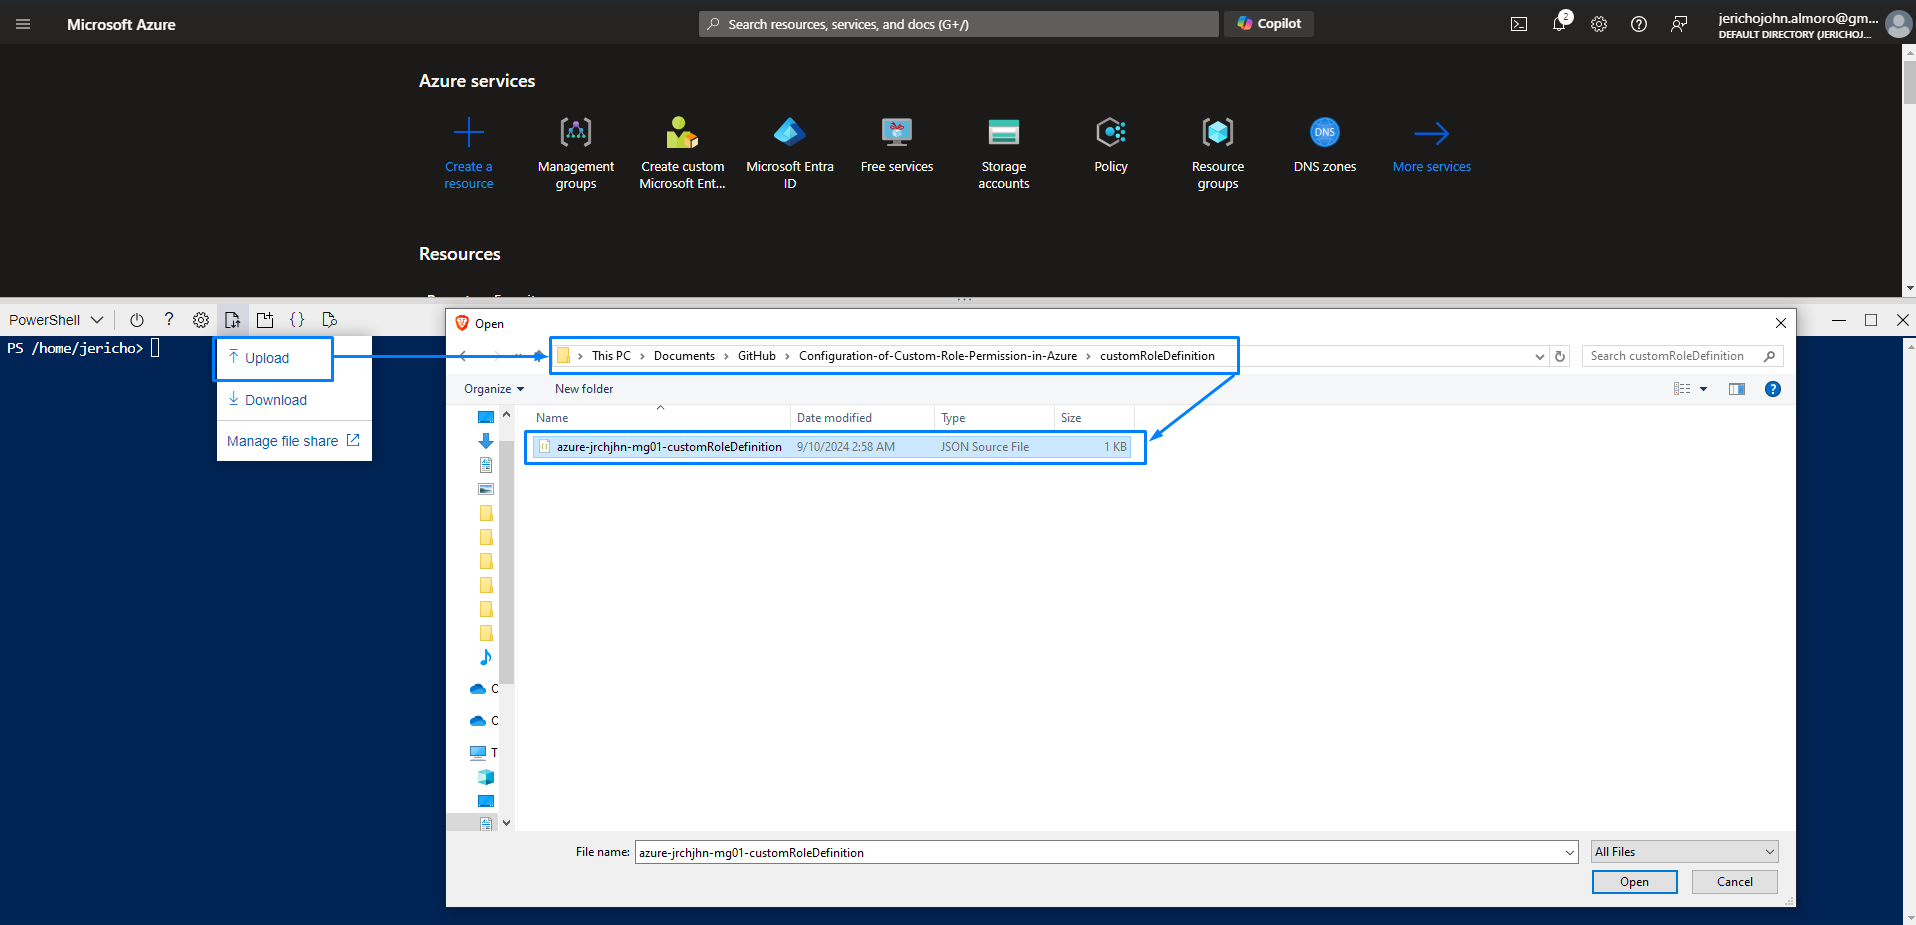 Microsoft Azure
Search resources, services, and docs (G+/)
Copilot
2
jerichojohn.almoro@gm...
DEFAULT DIRECTORY (JERICHOJ...
Azure services
Create a resource
Management groups
Create custom Microsoft Ent...
Microsoft Entra ID
Free services
Storage accounts
Policy
Resource groups
DNS
DNS zones
More services
Resources
PowerShell
PS /home/jericho>
Upload
Download
Manage file share
Open
This PC
Documents
GitHub
Configuration-of-Custom-Role-Permission-in-Azure
customRoleDefinition
Search customRoleDefinition
Organize
New folder
Name
Date modified
Type
Size
azure-jrchjhn-mg01-customRoleDefinition
9/10/2024 2:58 AM
JSON Source File
1 KB
File name:
azure-jrchjhn-mg01-customRoleDefinition
All Files
Open
Cancel